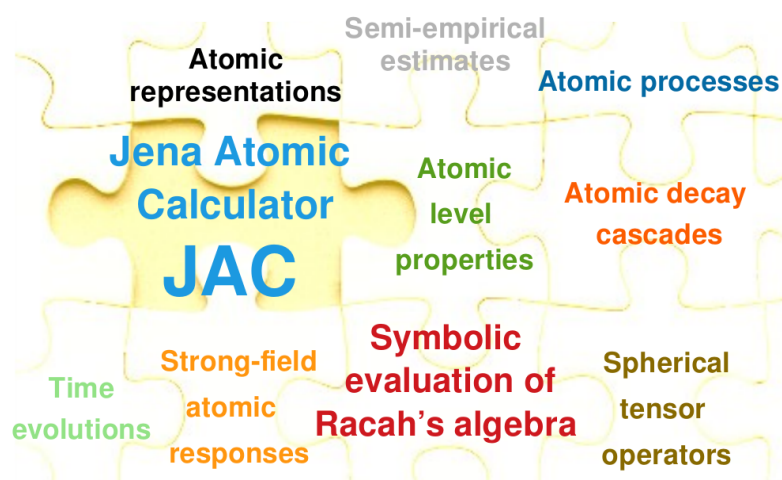 Semi-empirical
estimates
Atomic
representations
Atomic processes
Jena Atomic
Calculator
JAC
Atomic
level
properties
Atomic decay
cascades
Time
evolutions
Strong-field
atomic
responses
Symbolic
evaluation of
Racah’s algebra
Spherical
tensor
operators